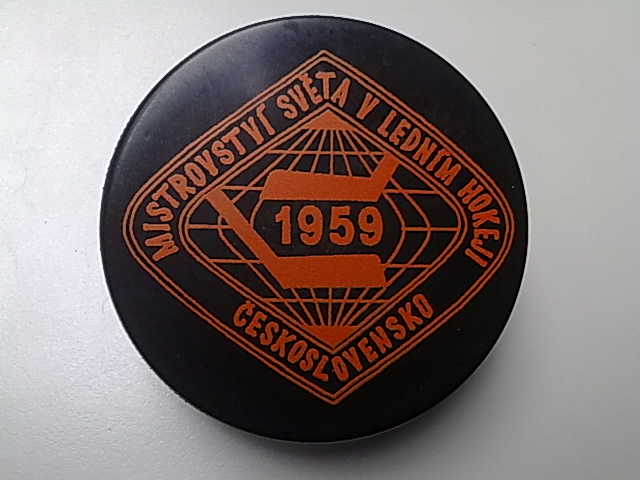 MISTROVSTVÍ SVĚTA V LEDNÍM HOKEJI
1959
ČESKOSLOVENSKO